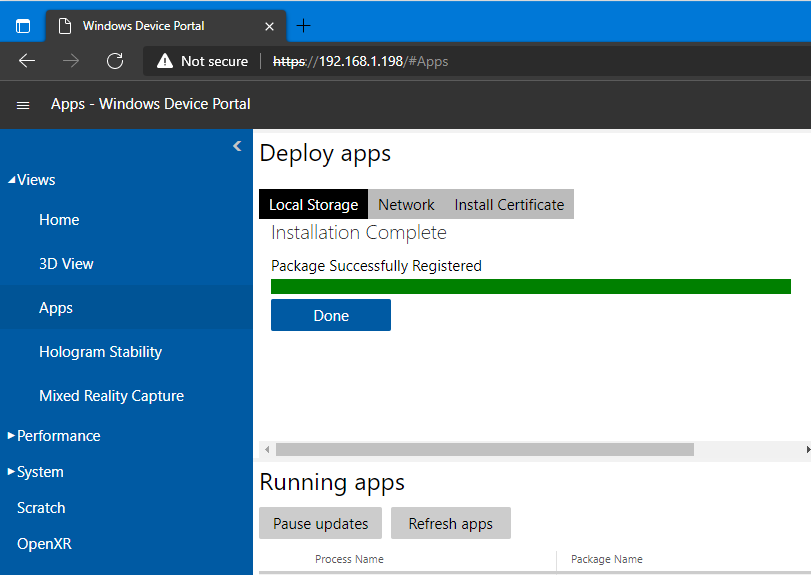 Windows Device Portal
Not secure
https://192.168.1.198/#Apps
Apps - Windows Device Portal
Views
Home
3D View
Apps
Hologram Stability
Mixed Reality Capture
Performance
System
Scratch
OpenXR
Deploy apps
Local Storage Network Install Certificate
Installation Complete
Package Successfully Registered
Done
Running apps
Pause updates Refresh apps
Process Name Package Name